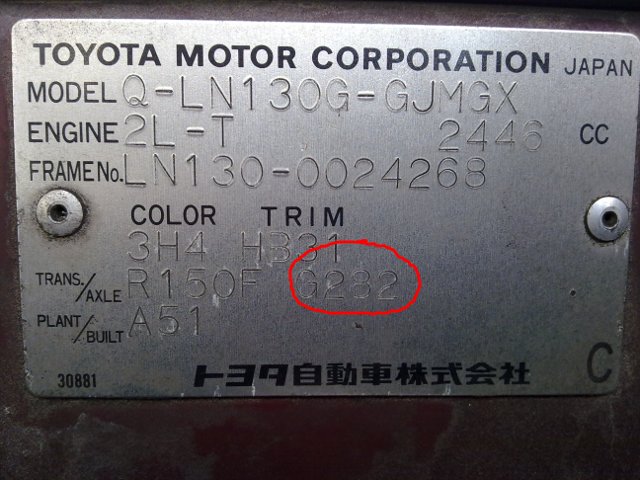 TOYOTA MOTOR CORPORATION JAPAN
MODEL Q-LN130G-GJMGX
ENGINE 2L-T 2446 CC
FRAME No. LN130-0024268
COLOR TRIM
3H4 HB31
TRANS./AXLE R150F G282
PLANT/BUILT A51
30881 トヨタ自動車株式会社 C